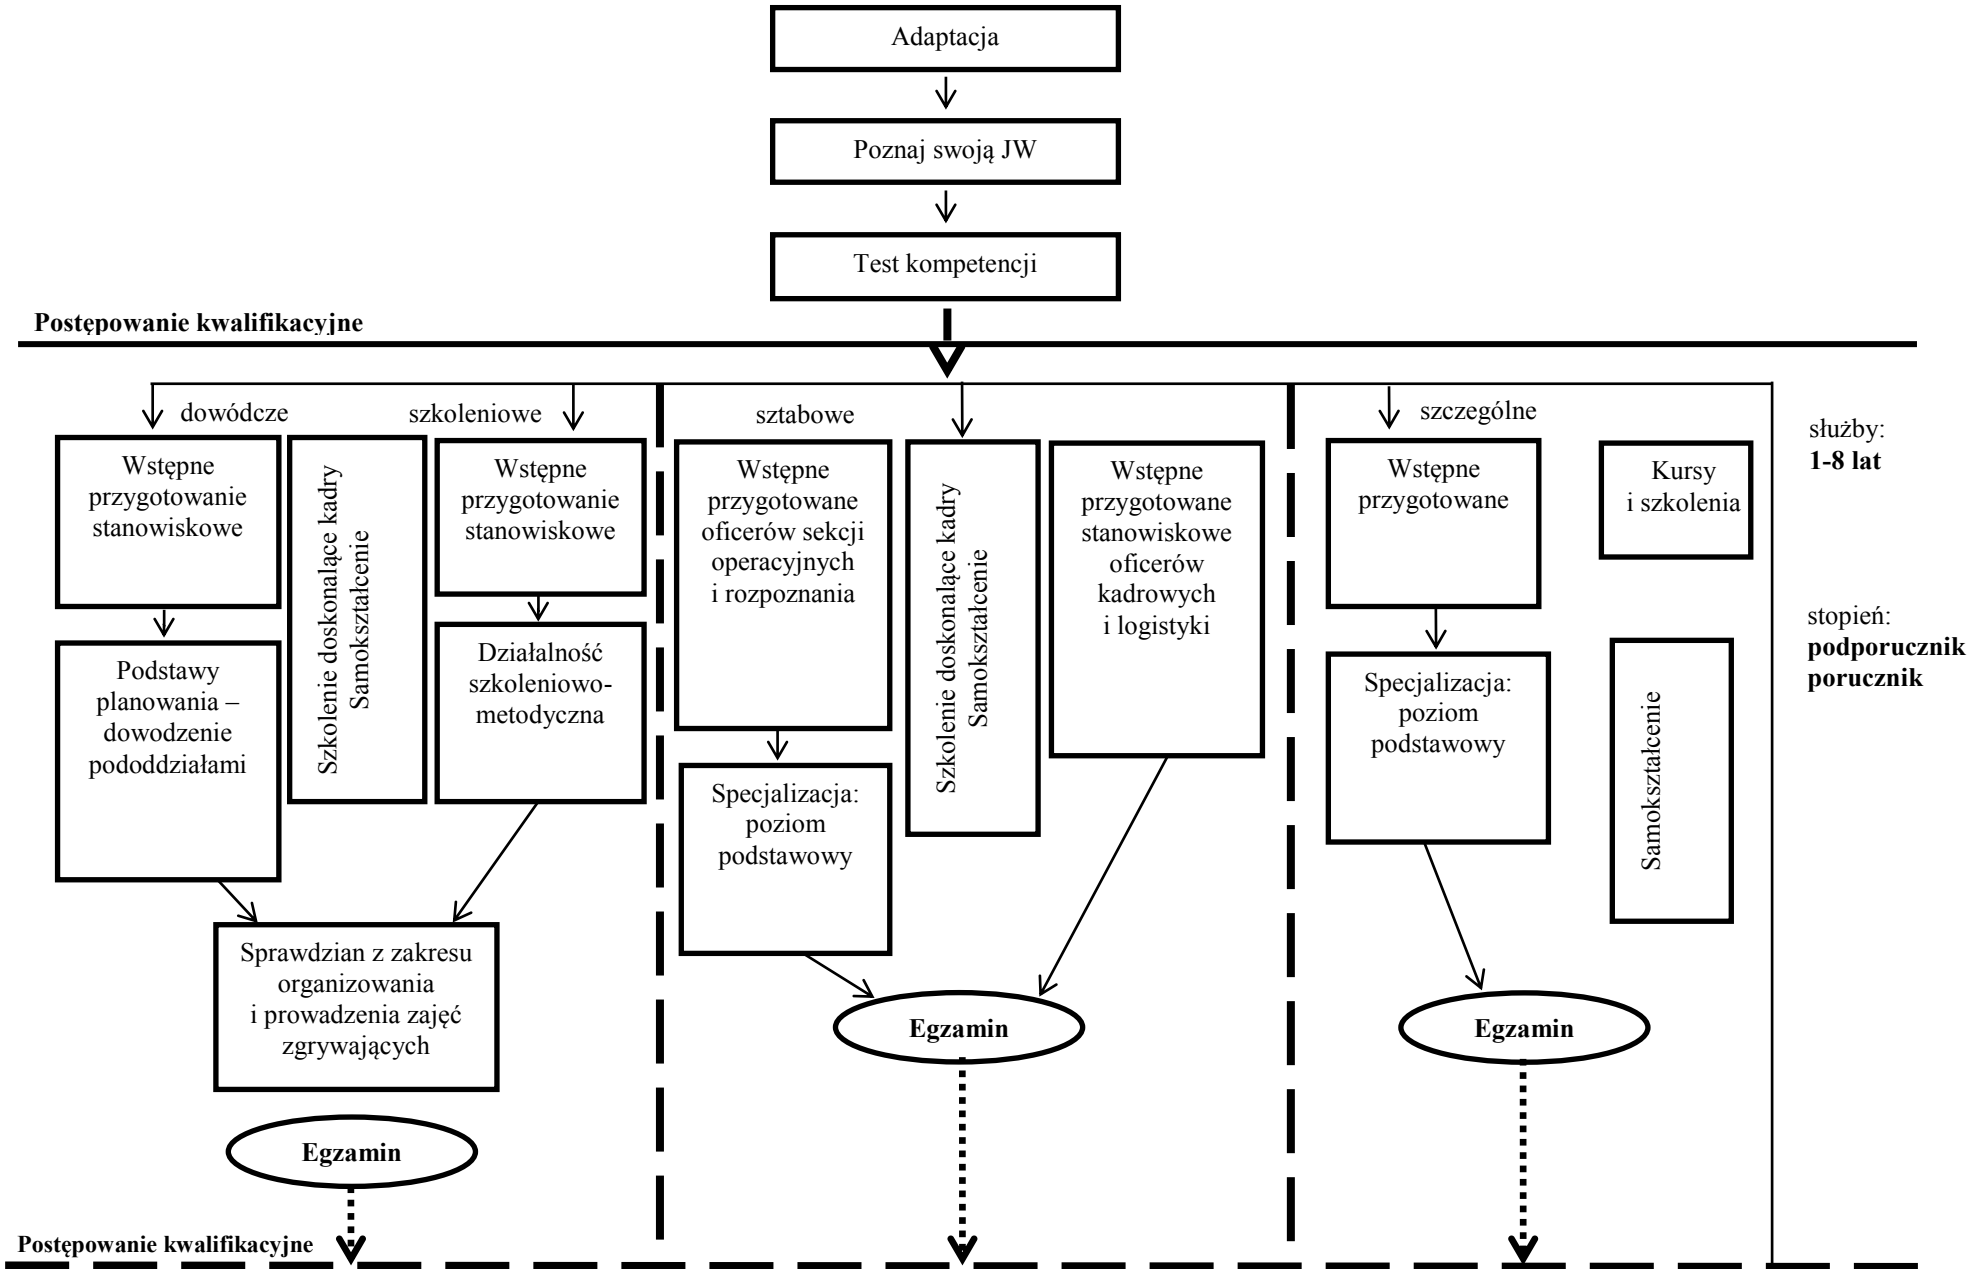 Adaptacja
Poznaj swoją JW
Test kompetencji
Postępowanie kwalifikacyjne
dowódcze
szkoleniowe
sztabowe
szczególne
Wstępne
przygotowanie
stanowiskowe
Szkolenie doskonalące kadry
Samokształcenie
Wstępne
przygotowanie
stanowiskowe
Podstawy
planowania –
dowodzenie
pododdziałami
Działalność
szkoleniowo-
metodyczna
Sprawdzian z zakresu
organizowania
i prowadzenia zajęć
zgrywających
Egzamin
Wstępne
przygotowane
oficerów sekcji
operacyjnych
i rozpoznania
Szkolenie doskonalące kadry
Samokształcenie
Wstępne
przygotowane
stanowiskowe
oficerów
kadrowych
i logistyki
Specjalizacja:
poziom
podstawowy
Egzamin
Wstępne
przygotowane
Kursy
i szkolenia
Specjalizacja:
poziom
podstawowy
Samokształcenie
Egzamin
służby:
1-8 lat
stopień:
podporucznik
porucznik
Postępowanie kwalifikacyjne